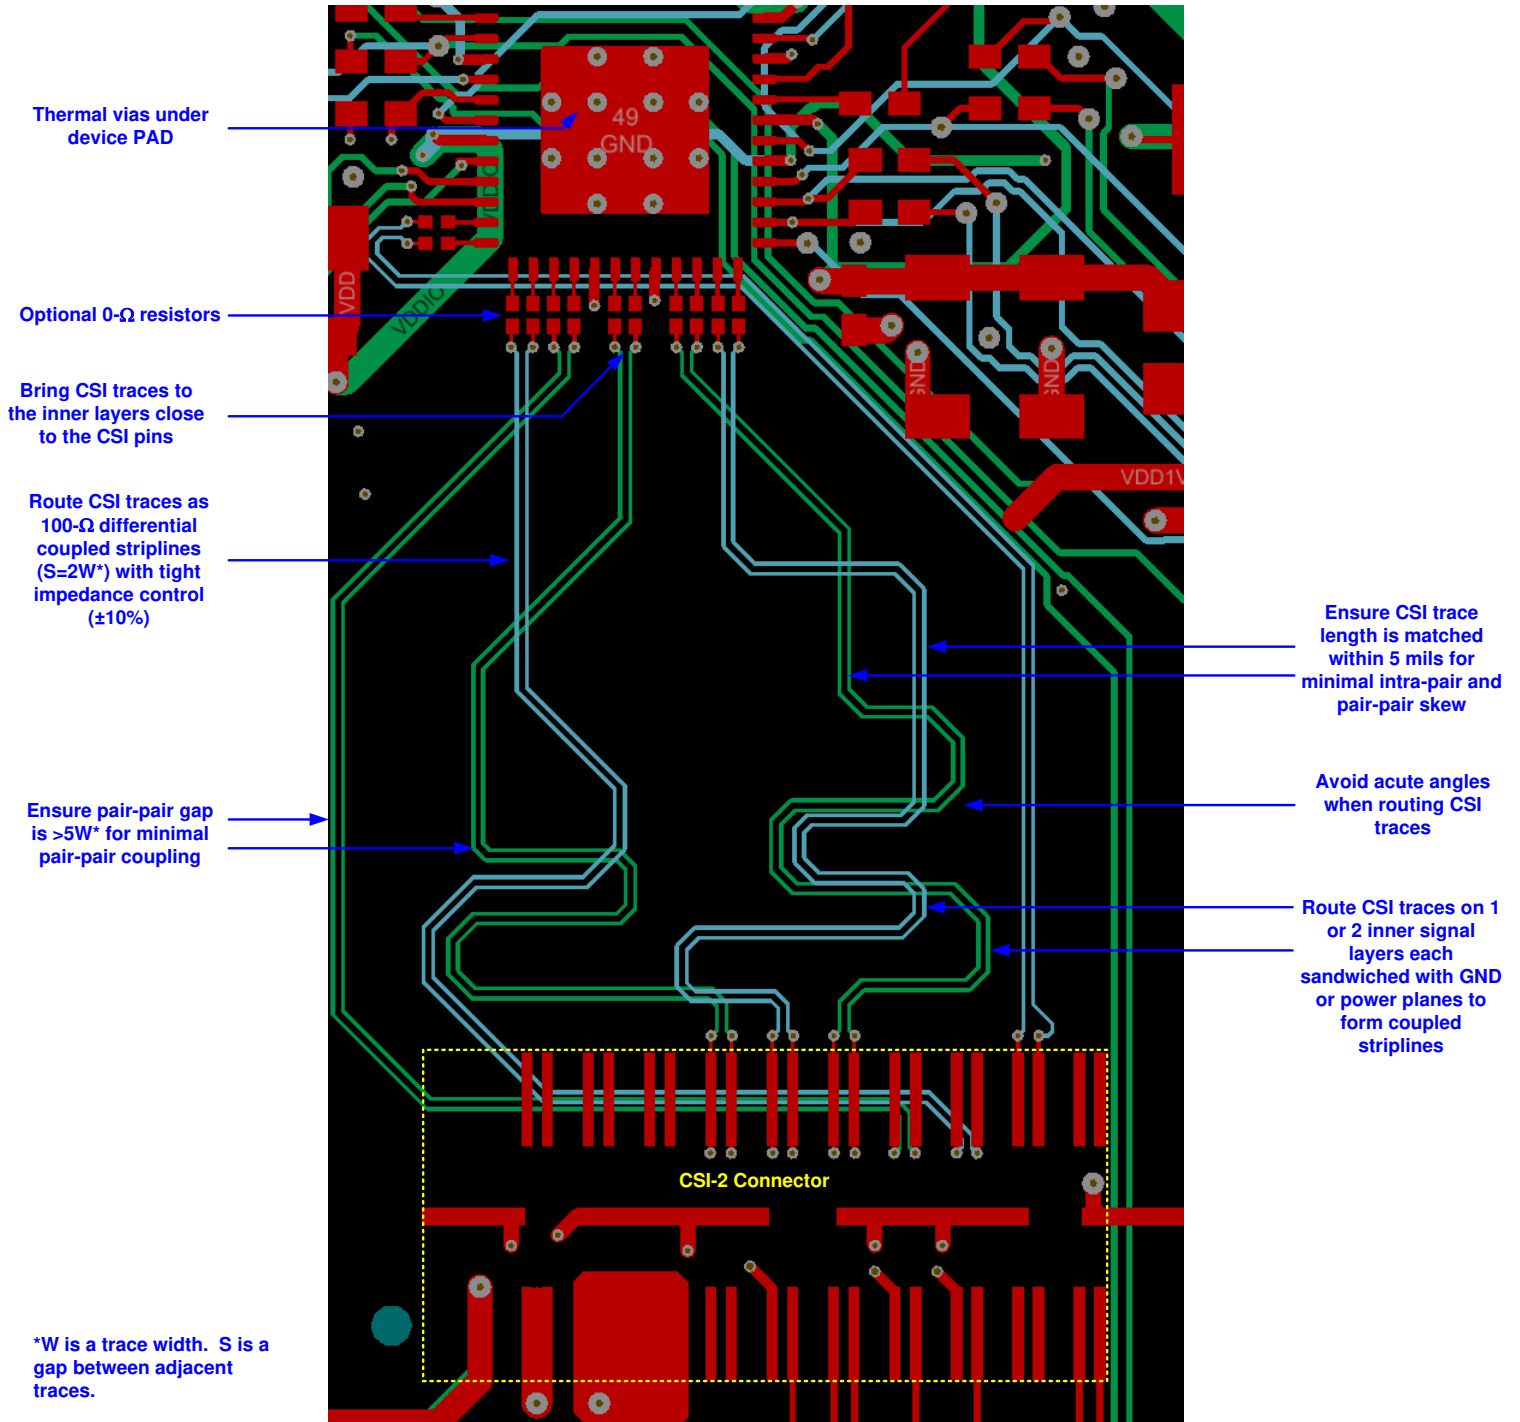 Thermal vias under
device PAD
49
GND
VDDIO
VDD
VDDIO
Optional 0-Ω resistors
Bring CSI traces to
the inner layers close
to the CSI pins
GND
GND
VDD1V
Route CSI traces as
100-Ω differential
coupled striplines
(S=2W*) with tight
impedance control
(±10%)
Ensure CSI trace
length is matched
within 5 mils for
minimal intra-pair and
pair-pair skew
Avoid acute angles
when routing CSI
traces
Ensure pair-pair gap
is >5W* for minimal
pair-pair coupling
Route CSI traces on 1
or 2 inner signal
layers each
sandwiched with GND
or power planes to
form coupled
striplines
CSI-2 Connector
*W is a trace width.  S is a
gap between adjacent
traces.